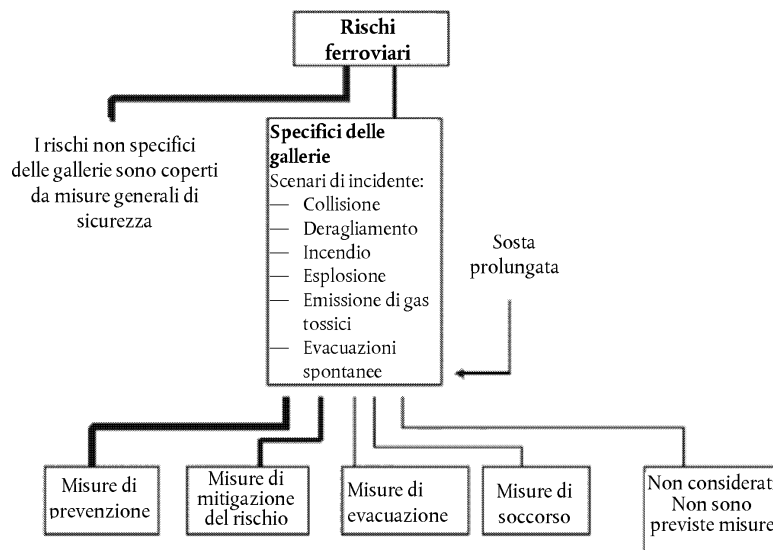 Rischi
ferroviari
I rischi non specifici
delle gallerie sono coperti
da misure generali di
sicurezza
Specifici delle
gallerie
Scenari di incidente:
— Collisione
— Deragliamento
— Incendio
— Esplosione
— Emissione di gas
tossici
— Evacuazioni
spontanee
Sosta
prolungata
Misure di
prevenzione
Misure di
mitigazione
del rischio
Misure di
evacuazione
Misure di
soccorso
Non considerat
Non sono
previste misure